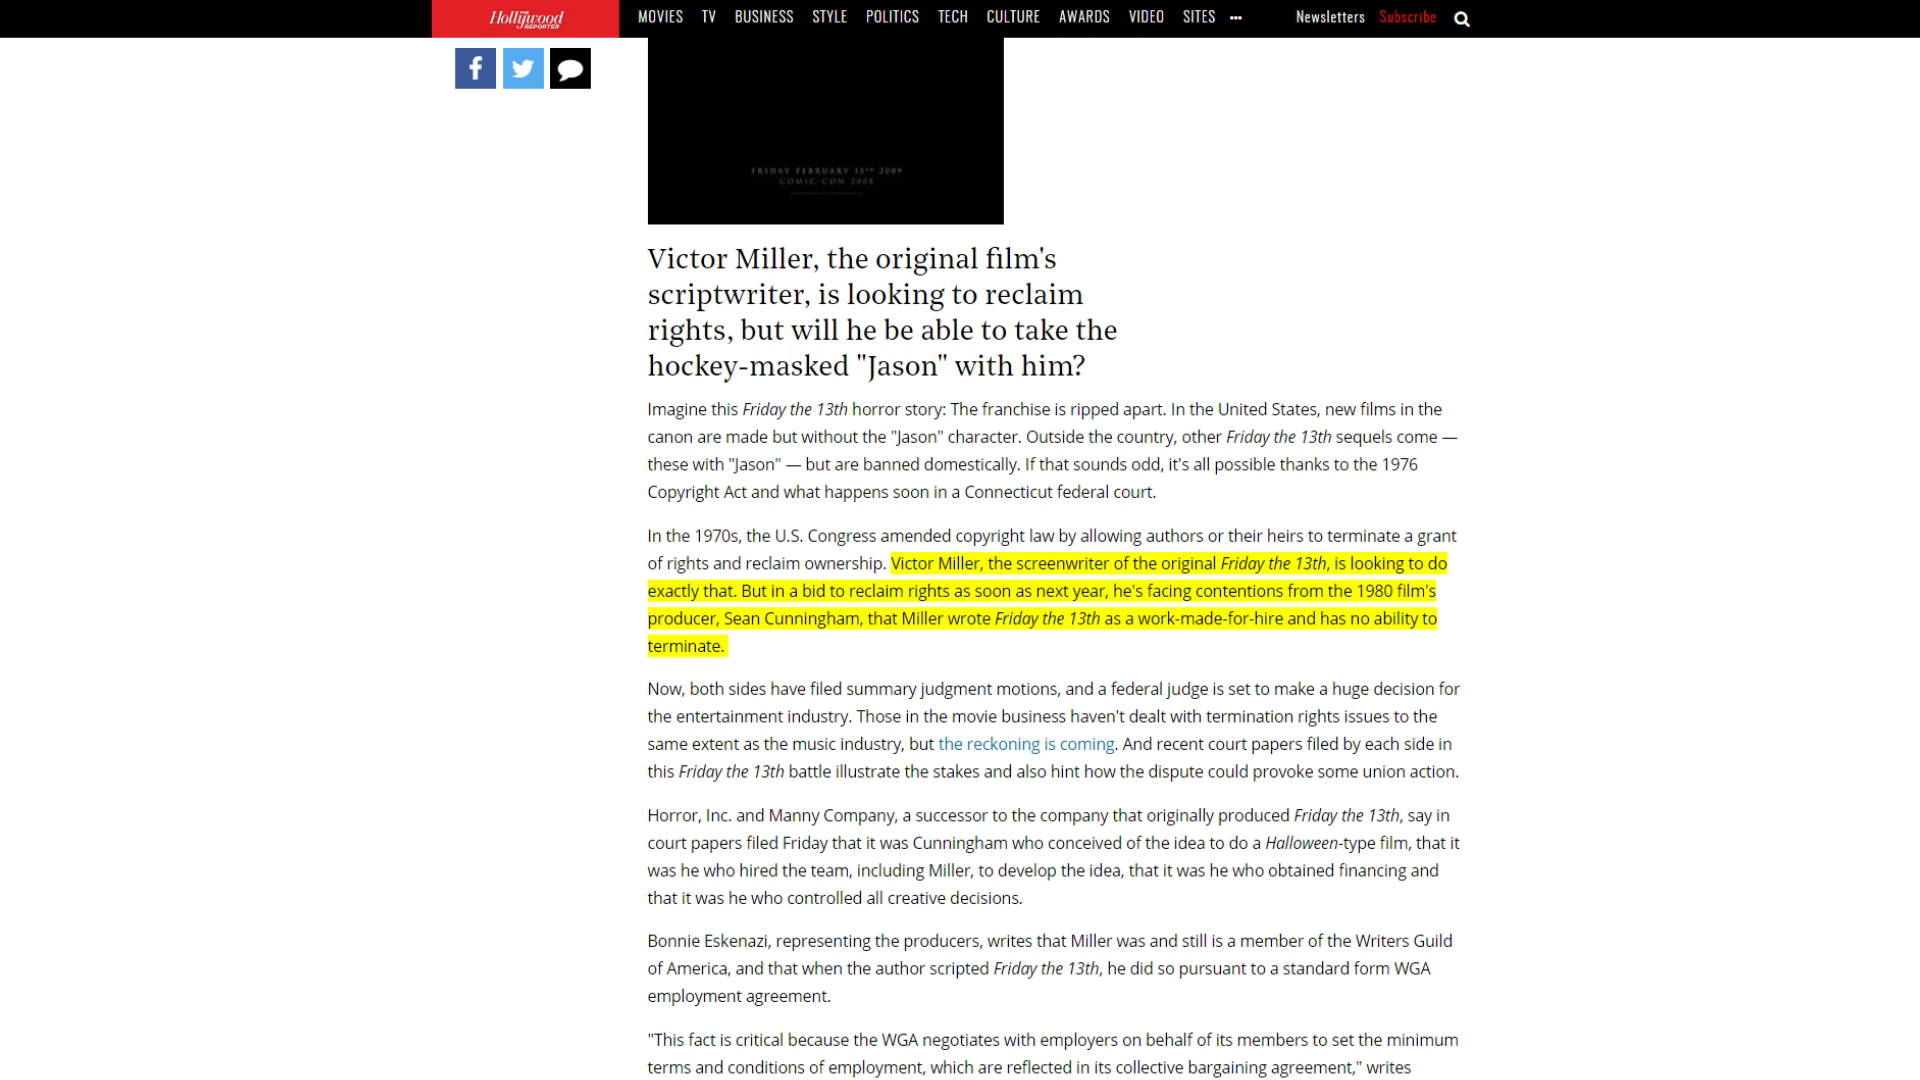 THE Hollywood REPORTER
MOVIES TV BUSINESS STYLE POLITICS TECH CULTURE AWARDS VIDEO SITES ••• Newsletters Subscribe
FRIDAY FEBRUARY 13TH 2009
COMIC-CON 2008
Victor Miller, the original film's
scriptwriter, is looking to reclaim
rights, but will he be able to take the
hockey-masked "Jason" with him?
Imagine this Friday the 13th horror story: The franchise is ripped apart. In the United States, new films in the
canon are made but without the "Jason" character. Outside the country, other Friday the 13th sequels come —
these with "Jason" — but are banned domestically. If that sounds odd, it's all possible thanks to the 1976
Copyright Act and what happens soon in a Connecticut federal court.
In the 1970s, the U.S. Congress amended copyright law by allowing authors or their heirs to terminate a grant
of rights and reclaim ownership. Victor Miller, the screenwriter of the original Friday the 13th, is looking to do
exactly that. But in a bid to reclaim rights as soon as next year, he's facing contentions from the 1980 film's
producer, Sean Cunningham, that Miller wrote Friday the 13th as a work-made-for-hire and has no ability to
terminate.
Now, both sides have filed summary judgment motions, and a federal judge is set to make a huge decision for
the entertainment industry. Those in the movie business haven't dealt with termination rights issues to the
same extent as the music industry, but the reckoning is coming. And recent court papers filed by each side in
this Friday the 13th battle illustrate the stakes and also hint how the dispute could provoke some union action.
Horror, Inc. and Manny Company, a successor to the company that originally produced Friday the 13th, say in
court papers filed Friday that it was Cunningham who conceived of the idea to do a Halloween-type film, that it
was he who hired the team, including Miller, to develop the idea, that it was he who obtained financing and
that it was he who controlled all creative decisions.
Bonnie Eskenazi, representing the producers, writes that Miller was and still is a member of the Writers Guild
of America, and that when the author scripted Friday the 13th, he did so pursuant to a standard form WGA
employment agreement.
"This fact is critical because the WGA negotiates with employers on behalf of its members to set the minimum
terms and conditions of employment, which are reflected in its collective bargaining agreement," writes